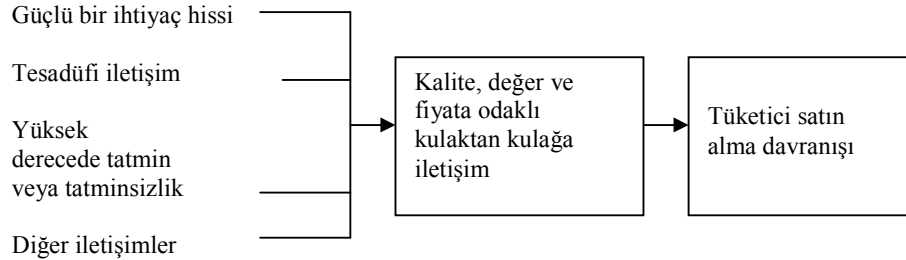 Güçlü bir ihtiyaç hissi
Tesadüfi iletişim
Yüksek
derecede tatmin
veya tatminsizlik
Diğer iletişimler
Kalite, değer ve
fiyata odaklı
kulaktan kulağa
iletişim
Tüketici satın
alma davranışı